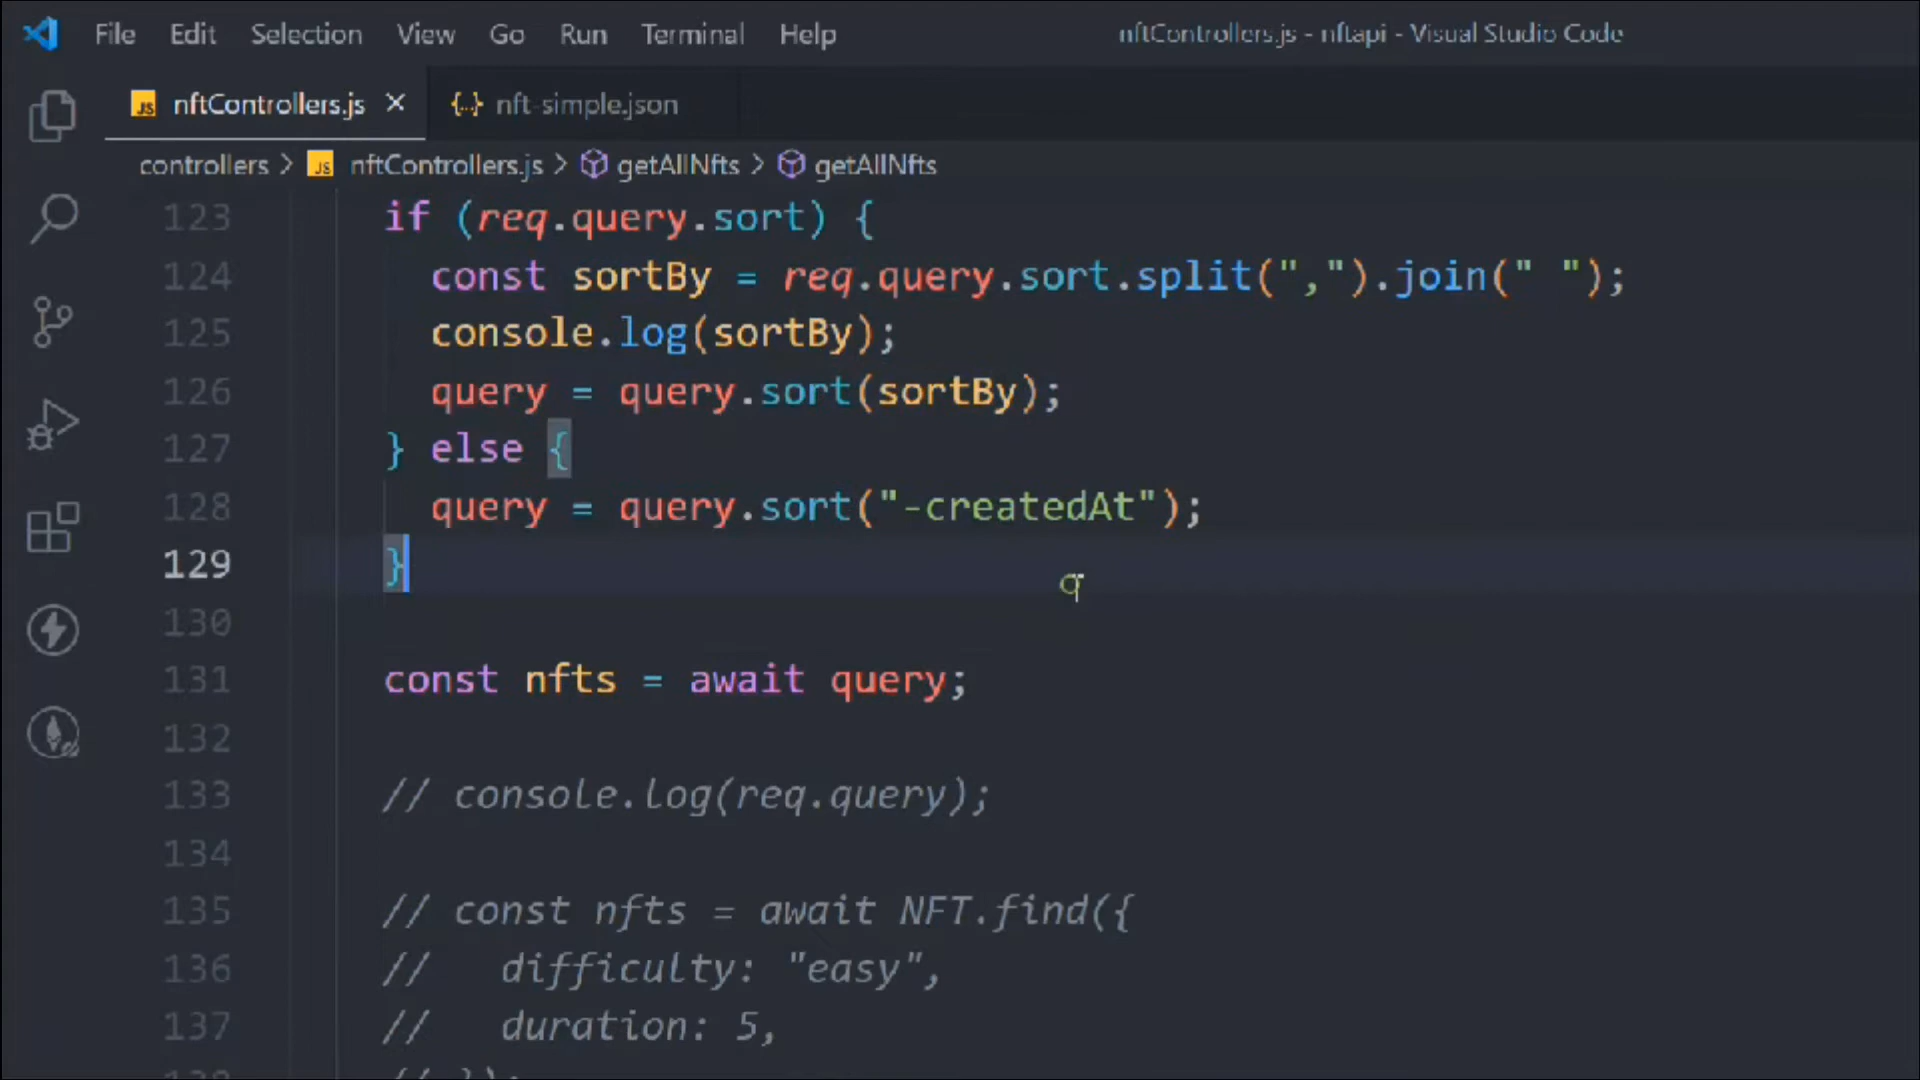 File Edit Selection View Go Run Terminal Help nftControllers.js - nftapi - Visual Studio Code
JS nftControllers.js × {..} nft-simple.json
controllers > JS nftControllers.js > getAllNfts > getAllNfts
123 if (req.query.sort) {
124 const sortBy = req.query.sort.split(",").join(" ");
125 console.log(sortBy);
126 query = query.sort(sortBy);
127 } else {
128 query = query.sort("-createdAt");
129 }
130
131 const nfts = await query;
132
133 // console.log(req.query);
134
135 // const nfts = await NFT.find({
136 // difficulty: "easy",
137 // duration: 5,
138 // });